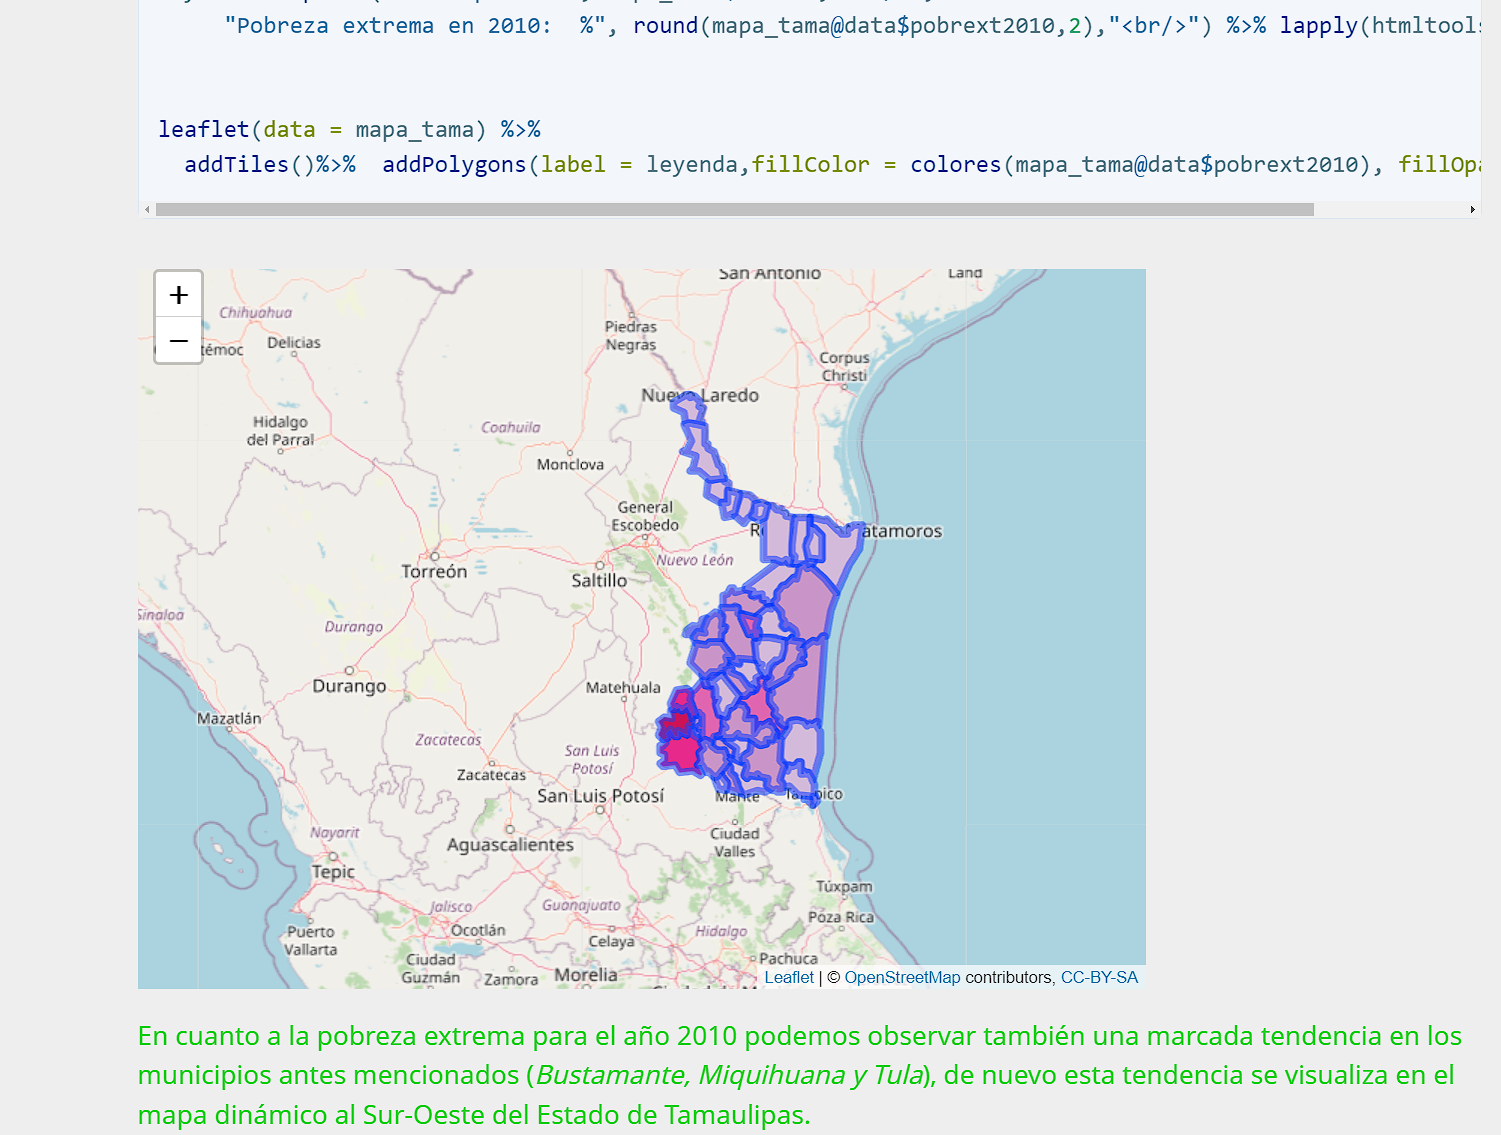 "Pobreza extrema en 2010:  %", round(mapa_tama@data$pobrext2010,2),"<br/>") %>% lapply(htmltools
leaflet(data = mapa_tama) %>%
addTiles()%>%  addPolygons(label = leyenda,fillColor = colores(mapa_tama@data$pobrext2010), fillOpa
+
−
San Antonio
Land
Chihuahua
témoc
Delicias
Piedras
Negras
Corpus
Christi
Nuevo Laredo
Hidalgo
del Parral
Coahuila
Monclova
General
Escobedo
R
atamoros
Nuevo León
Torreón
Saltillo
Sinaloa
Durango
Durango
Matehuala
Mazatlán
Zacatecas
San Luis
Potosí
Zacatecas
San Luis Potosí
Mante
Tampico
Nayarit
Ciudad
Valles
Aguascalientes
Tepic
Túxpam
Jalisco
Guanajuato
Poza Rica
Puerto
Vallarta
Ocotlán
Celaya
Hidalgo
Ciudad
Guzmán
Zamora
Morelia
Pachuca
Leaflet | © OpenStreetMap contributors, CC-BY-SA
En cuanto a la pobreza extrema para el año 2010 podemos observar también una marcada tendencia en los
municipios antes mencionados (Bustamante, Miquihuana y Tula), de nuevo esta tendencia se visualiza en el
mapa dinámico al Sur-Oeste del Estado de Tamaulipas.